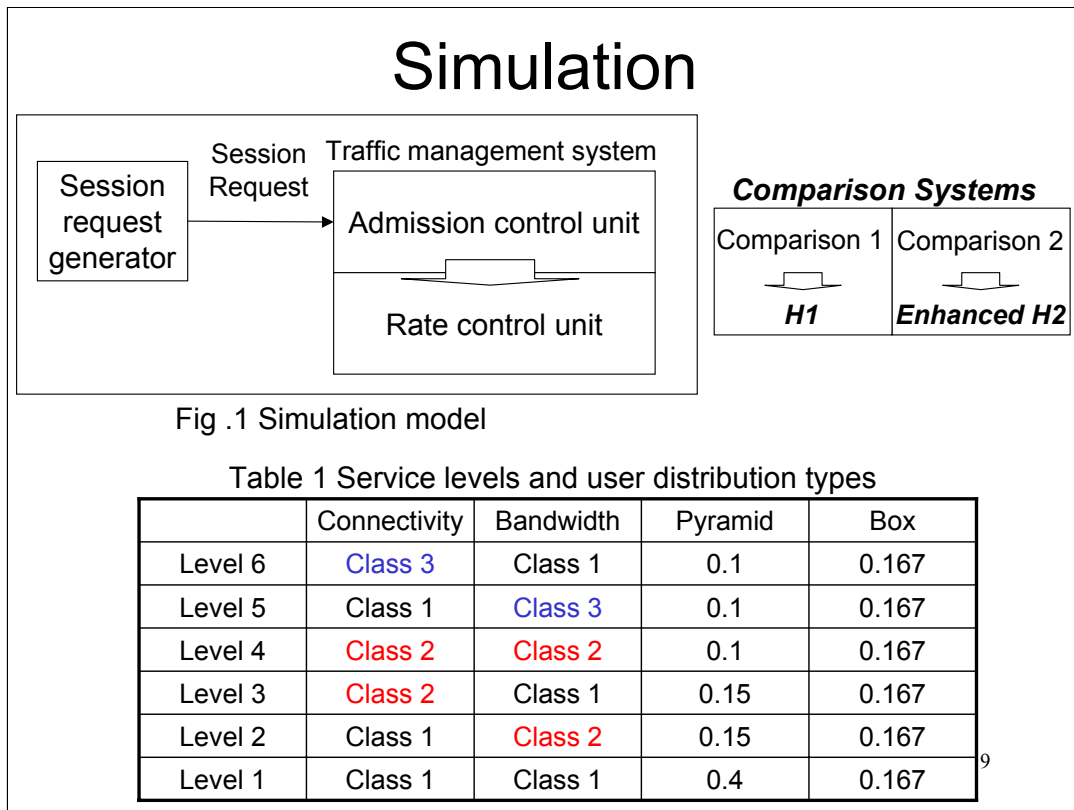 Simulation
Session
request
generator
Session
Request
Traffic management system
Admission control unit
Rate control unit
Comparison Systems
Comparison 1
Comparison 2
H1
Enhanced H2
Fig .1 Simulation model
Table 1 Service levels and user distribution types
Connectivity Bandwidth Pyramid Box
Level 6 Class 3 Class 1 0.1 0.167
Level 5 Class 1 Class 3 0.1 0.167
Level 4 Class 2 Class 2 0.1 0.167
Level 3 Class 2 Class 1 0.15 0.167
Level 2 Class 1 Class 2 0.15 0.167
Level 1 Class 1 Class 1 0.4 0.167
9